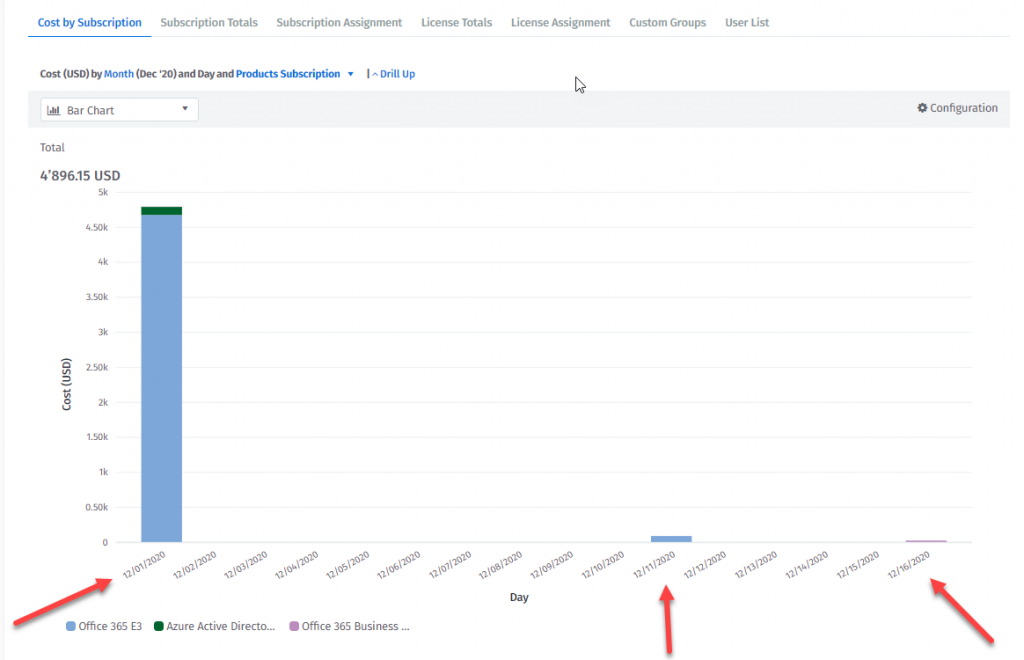 Cost by Subscription Subscription Totals Subscription Assignment License Totals License Assignment Custom Groups User List
Cost (USD) by Month (Dec '20) and Day and Products Subscription Drill Up
Bar Chart Configuration
Total
4'896.15 USD
5k
4.50k
4k
3.50k
3k
2.50k
2k
1.50k
1k
0.50k
0
Cost (USD)
12/01/2020 12/02/2020 12/03/2020 12/04/2020 12/05/2020 12/06/2020 12/07/2020 12/08/2020 12/09/2020 12/10/2020 12/11/2020 12/12/2020 12/13/2020 12/14/2020 12/15/2020 12/16/2020
Day
Office 365 E3 Azure Active Directo... Office 365 Business ...